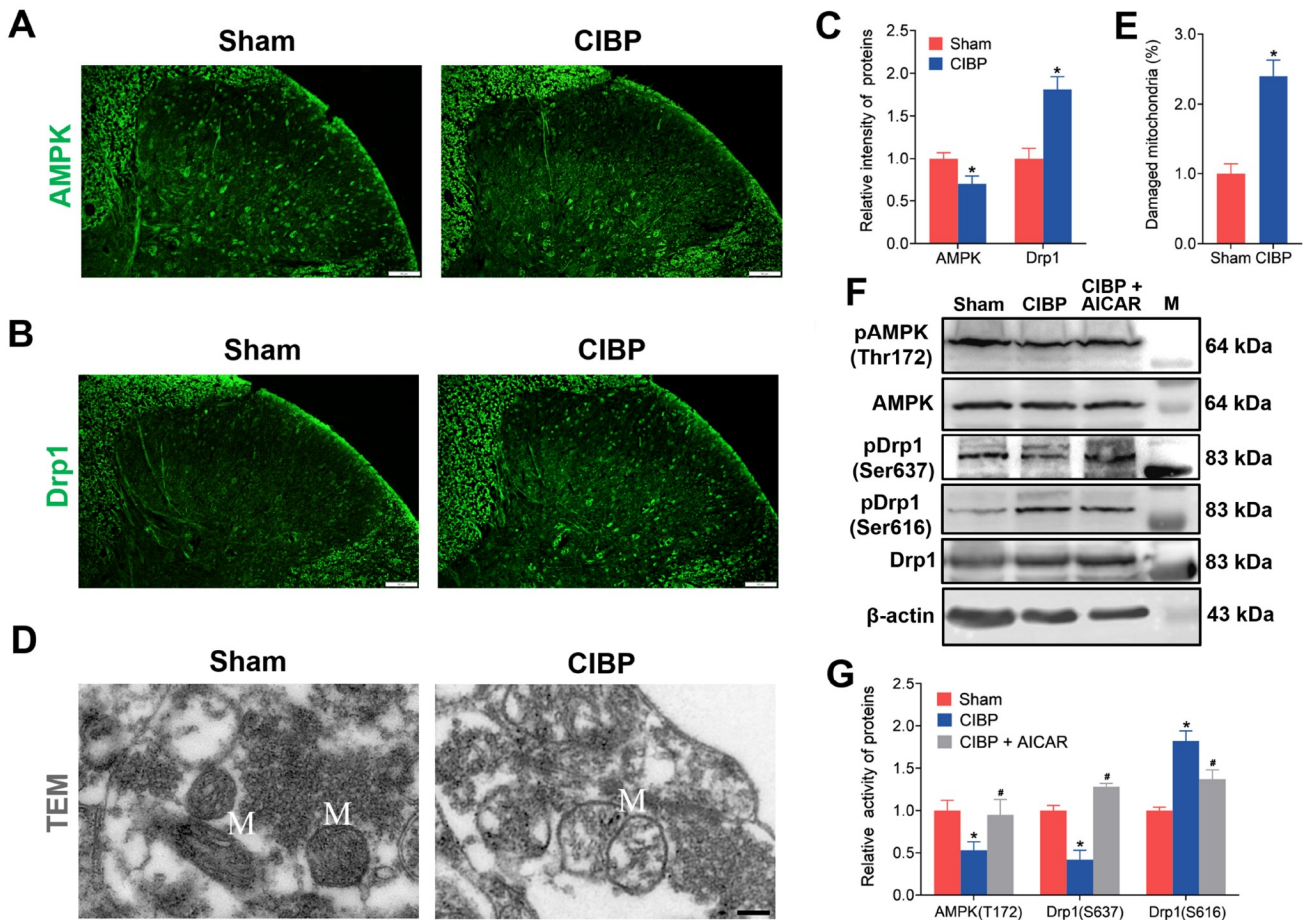 A
Sham
CIBP
AMPK
B
Sham
CIBP
Drp1
C
Relative intensity of proteins
2.5
2.0
1.5
1.0
0.5
0.0
Sham
CIBP
*
*
AMPK
Drp1
D
Sham
CIBP
TEM
M
M
M
E
Damaged mitochondria (%)
3.0
2.0
1.0
0.0
*
Sham CIBP
F
Sham
CIBP
CIBP +
AICAR
M
pAMPK
(Thr172)
64 kDa
AMPK
64 kDa
pDrp1
(Ser637)
83 kDa
pDrp1
(Ser616)
83 kDa
Drp1
83 kDa
β-actin
43 kDa
G
Relative activity of proteins
2.5
2.0
1.5
1.0
0.5
0.0
Sham
CIBP
CIBP + AICAR
*
#
*
#
*
#
AMPK(T172)
Drp1(S637)
Drp1(S616)